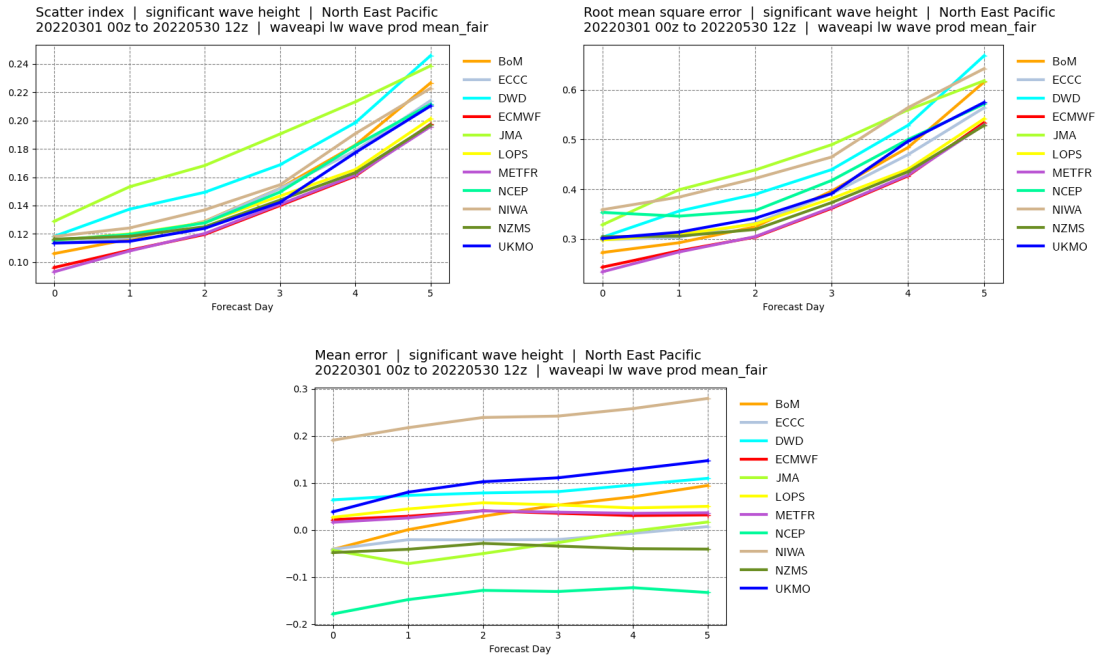 Scatter index | significant wave height | North East Pacific
20220301 00z to 20220530 12z | waveapi lw wave prod mean_fair
0.24
0.22
0.20
0.18
0.16
0.14
0.12
0.10
0 1 2 3 4 5
Forecast Day
BoM
ECCC
DWD
ECMWF
JMA
LOPS
METFR
NCEP
NIWA
NZMS
UKMO
Root mean square error | significant wave height | North East Pacific
20220301 00z to 20220530 12z | waveapi lw wave prod mean_fair
0.6
0.5
0.4
0.3
0 1 2 3 4 5
Forecast Day
BoM
ECCC
DWD
ECMWF
JMA
LOPS
METFR
NCEP
NIWA
NZMS
UKMO
Mean error | significant wave height | North East Pacific
20220301 00z to 20220530 12z | waveapi lw wave prod mean_fair
0.3
0.2
0.1
0.0
−0.1
−0.2
0 1 2 3 4 5
Forecast Day
BoM
ECCC
DWD
ECMWF
JMA
LOPS
METFR
NCEP
NIWA
NZMS
UKMO